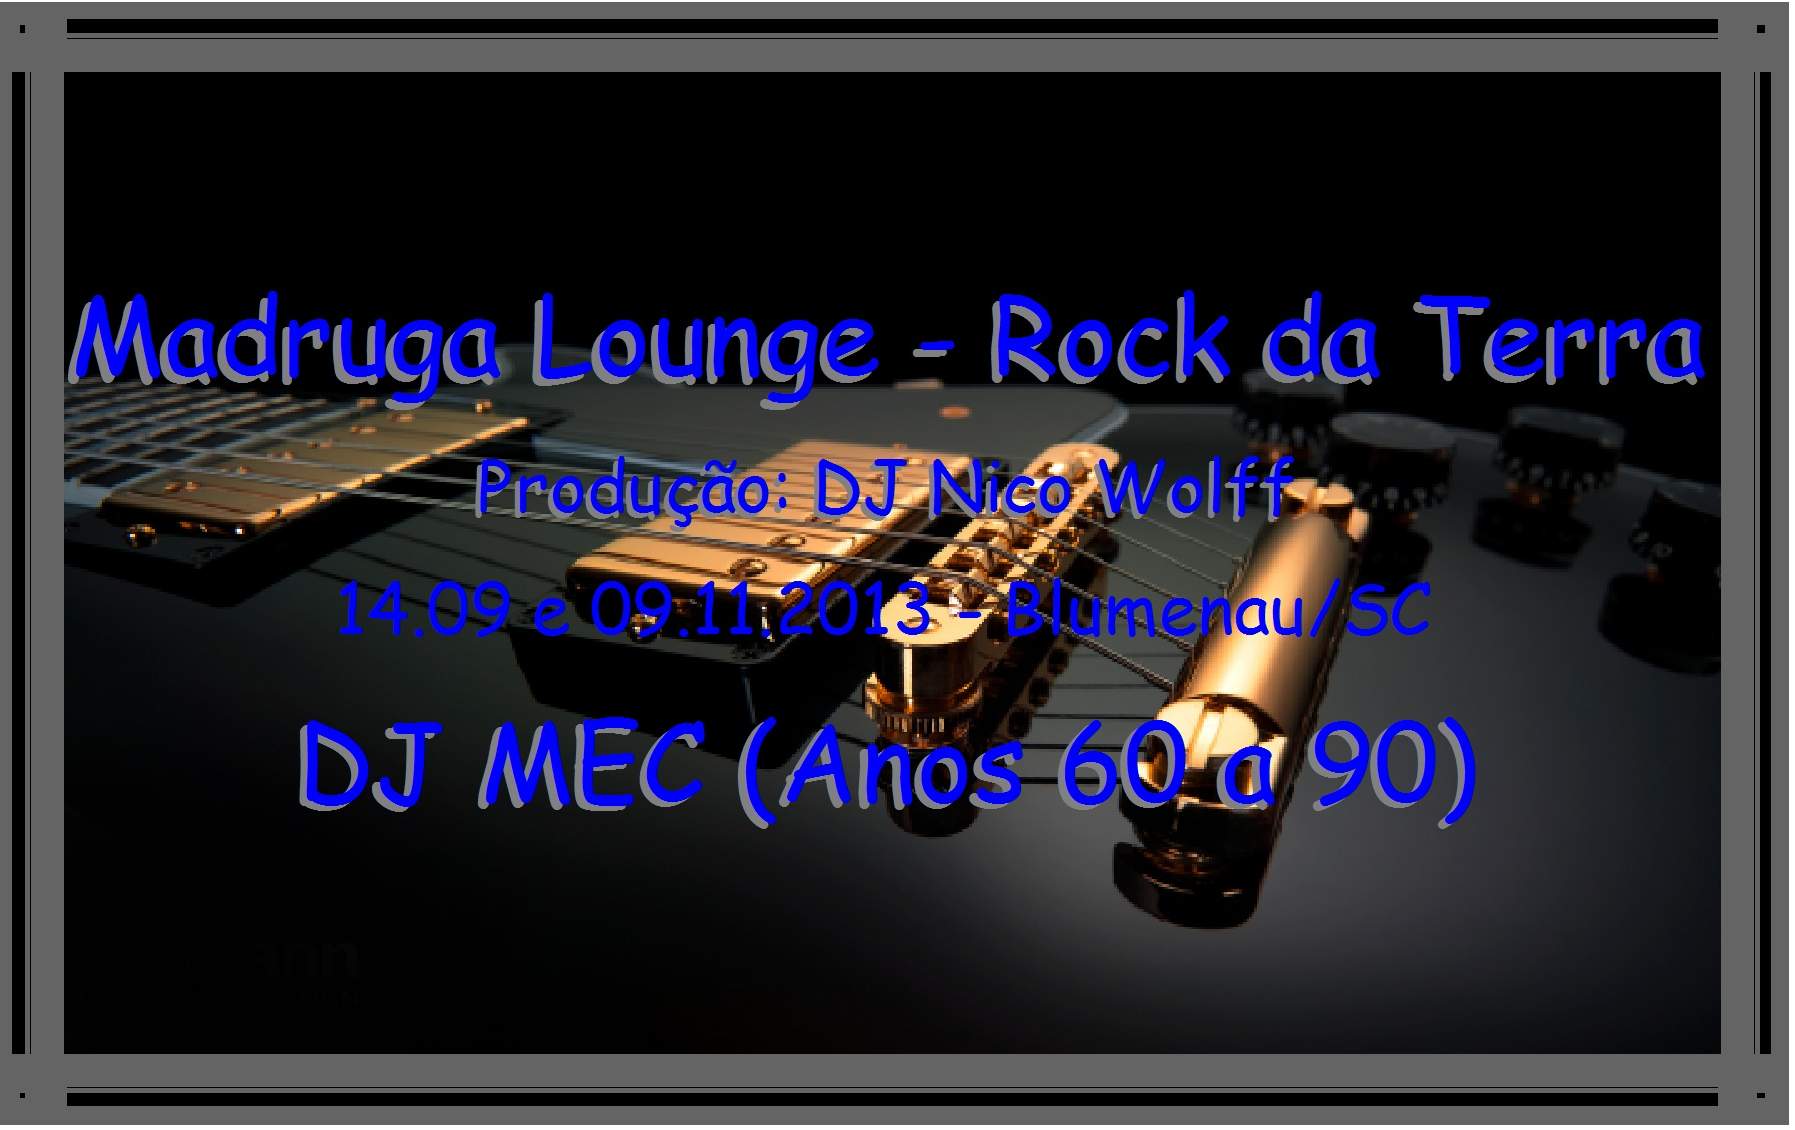 Madruga Lounge - Rock da Terra
Produção: DJ Nico Wolff
14.09 e 09.11.2013 - Blumenau/SC
DJ MEC (Anos 60 a 90)